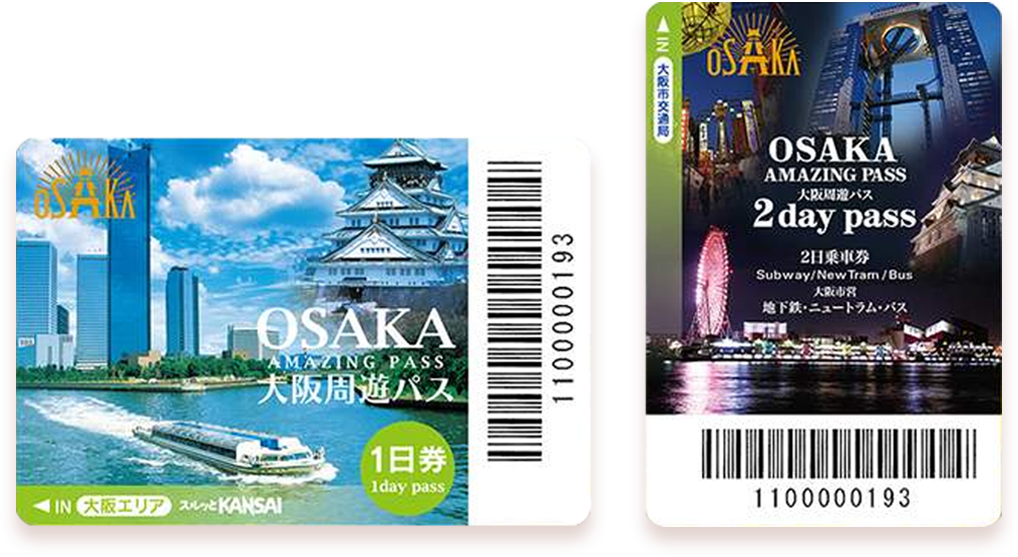 OSAKA
OSAKA
AMAZING PASS
大阪周遊パス
1日券
1day pass
IN 大阪エリア スルッとKANSAI
1100000193
IN
大阪市交通局
OSAKA
OSAKA
AMAZING PASS
大阪周遊パス
2day pass
2日乗車券
Subway/NewTram/Bus
大阪市営
地下鉄・ニュートラム・バス
1100000193